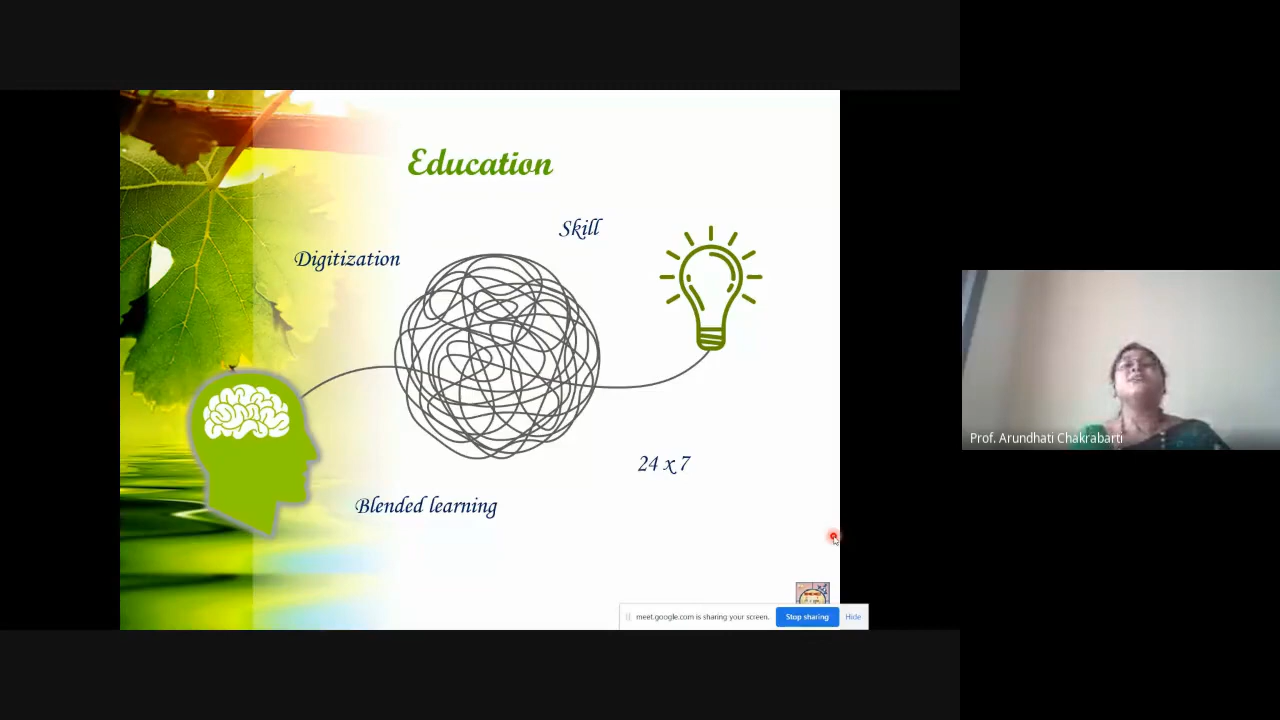 Education
Skill
Digitization
24 x 7
Blended learning
Prof. Arundhati Chakrabarti
meet.google.com is sharing your screen.
Stop sharing
Hide